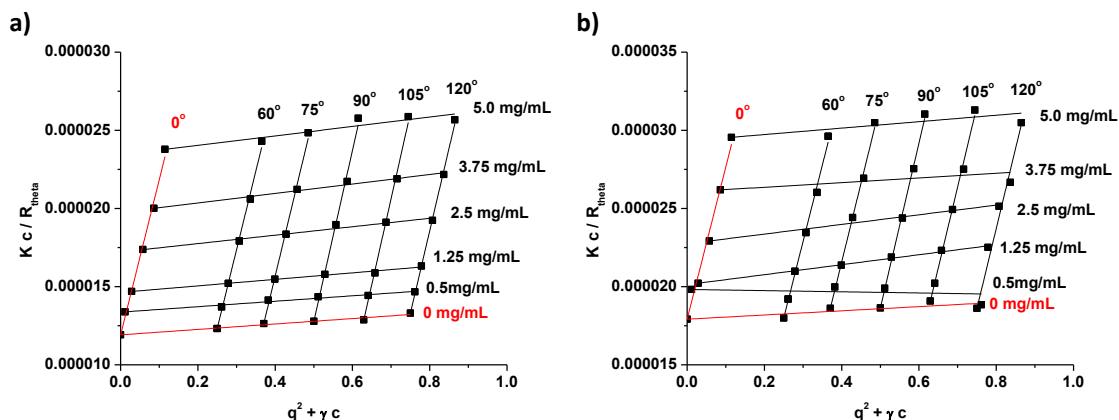 a)
0.000030
0.000025
0.000020
0.000015
0.000010
K c / R_theta
0.0 0.2 0.4 0.6 0.8 1.0
q² + γ c
0°
60°
75°
90°
105°
120°
5.0 mg/mL
3.75 mg/mL
2.5 mg/mL
1.25 mg/mL
0.5mg/mL
0 mg/mL
b)
0.000035
0.000030
0.000025
0.000020
0.000015
K c / R_theta
0.0 0.2 0.4 0.6 0.8 1.0
q² + γ c
0°
60°
75°
90°
105°
120°
5.0 mg/mL
3.75 mg/mL
2.5 mg/mL
1.25 mg/mL
0.5mg/mL
0 mg/mL